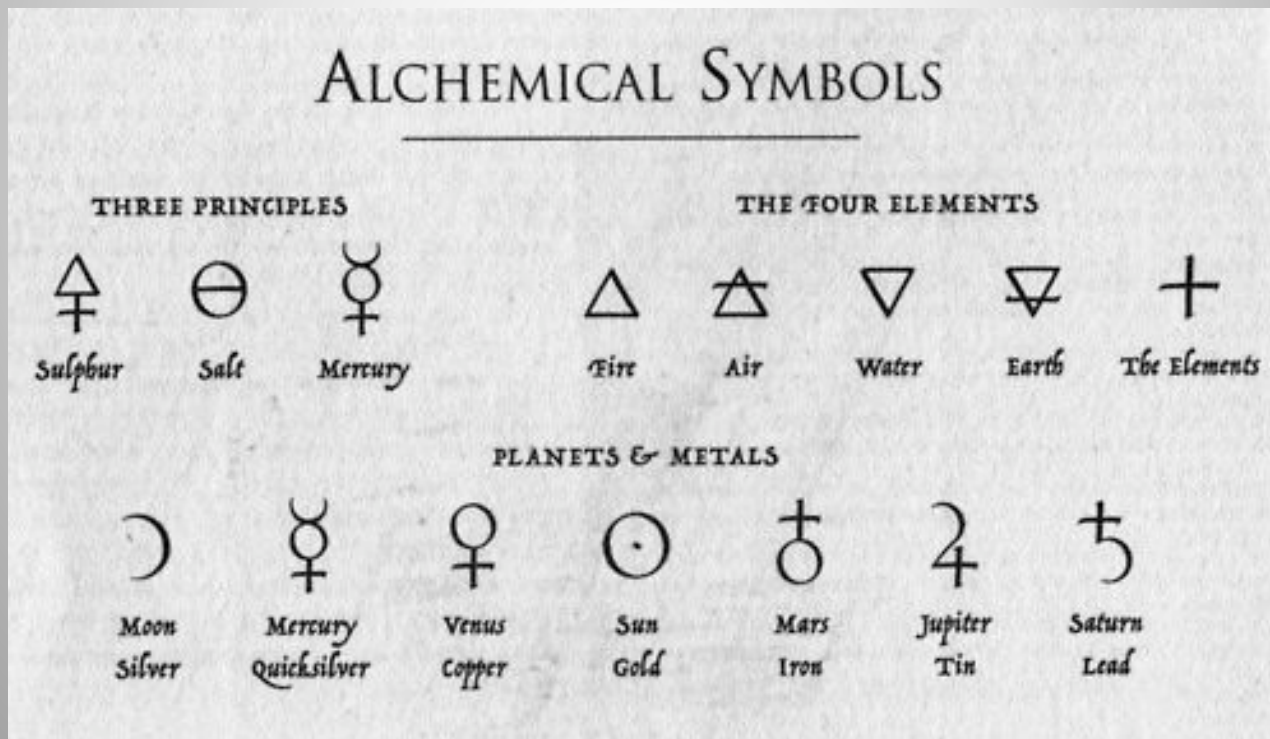 ALCHEMICAL SYMBOLS
THREE PRINCIPLES
Sulphur Salt Mercury
THE FOUR ELEMENTS
Fire Air Water Earth The Elements
PLANETS & METALS
Moon Mercury Venus Sun Mars Jupiter Saturn
Silver Quicksilver Copper Gold Iron Tin Lead